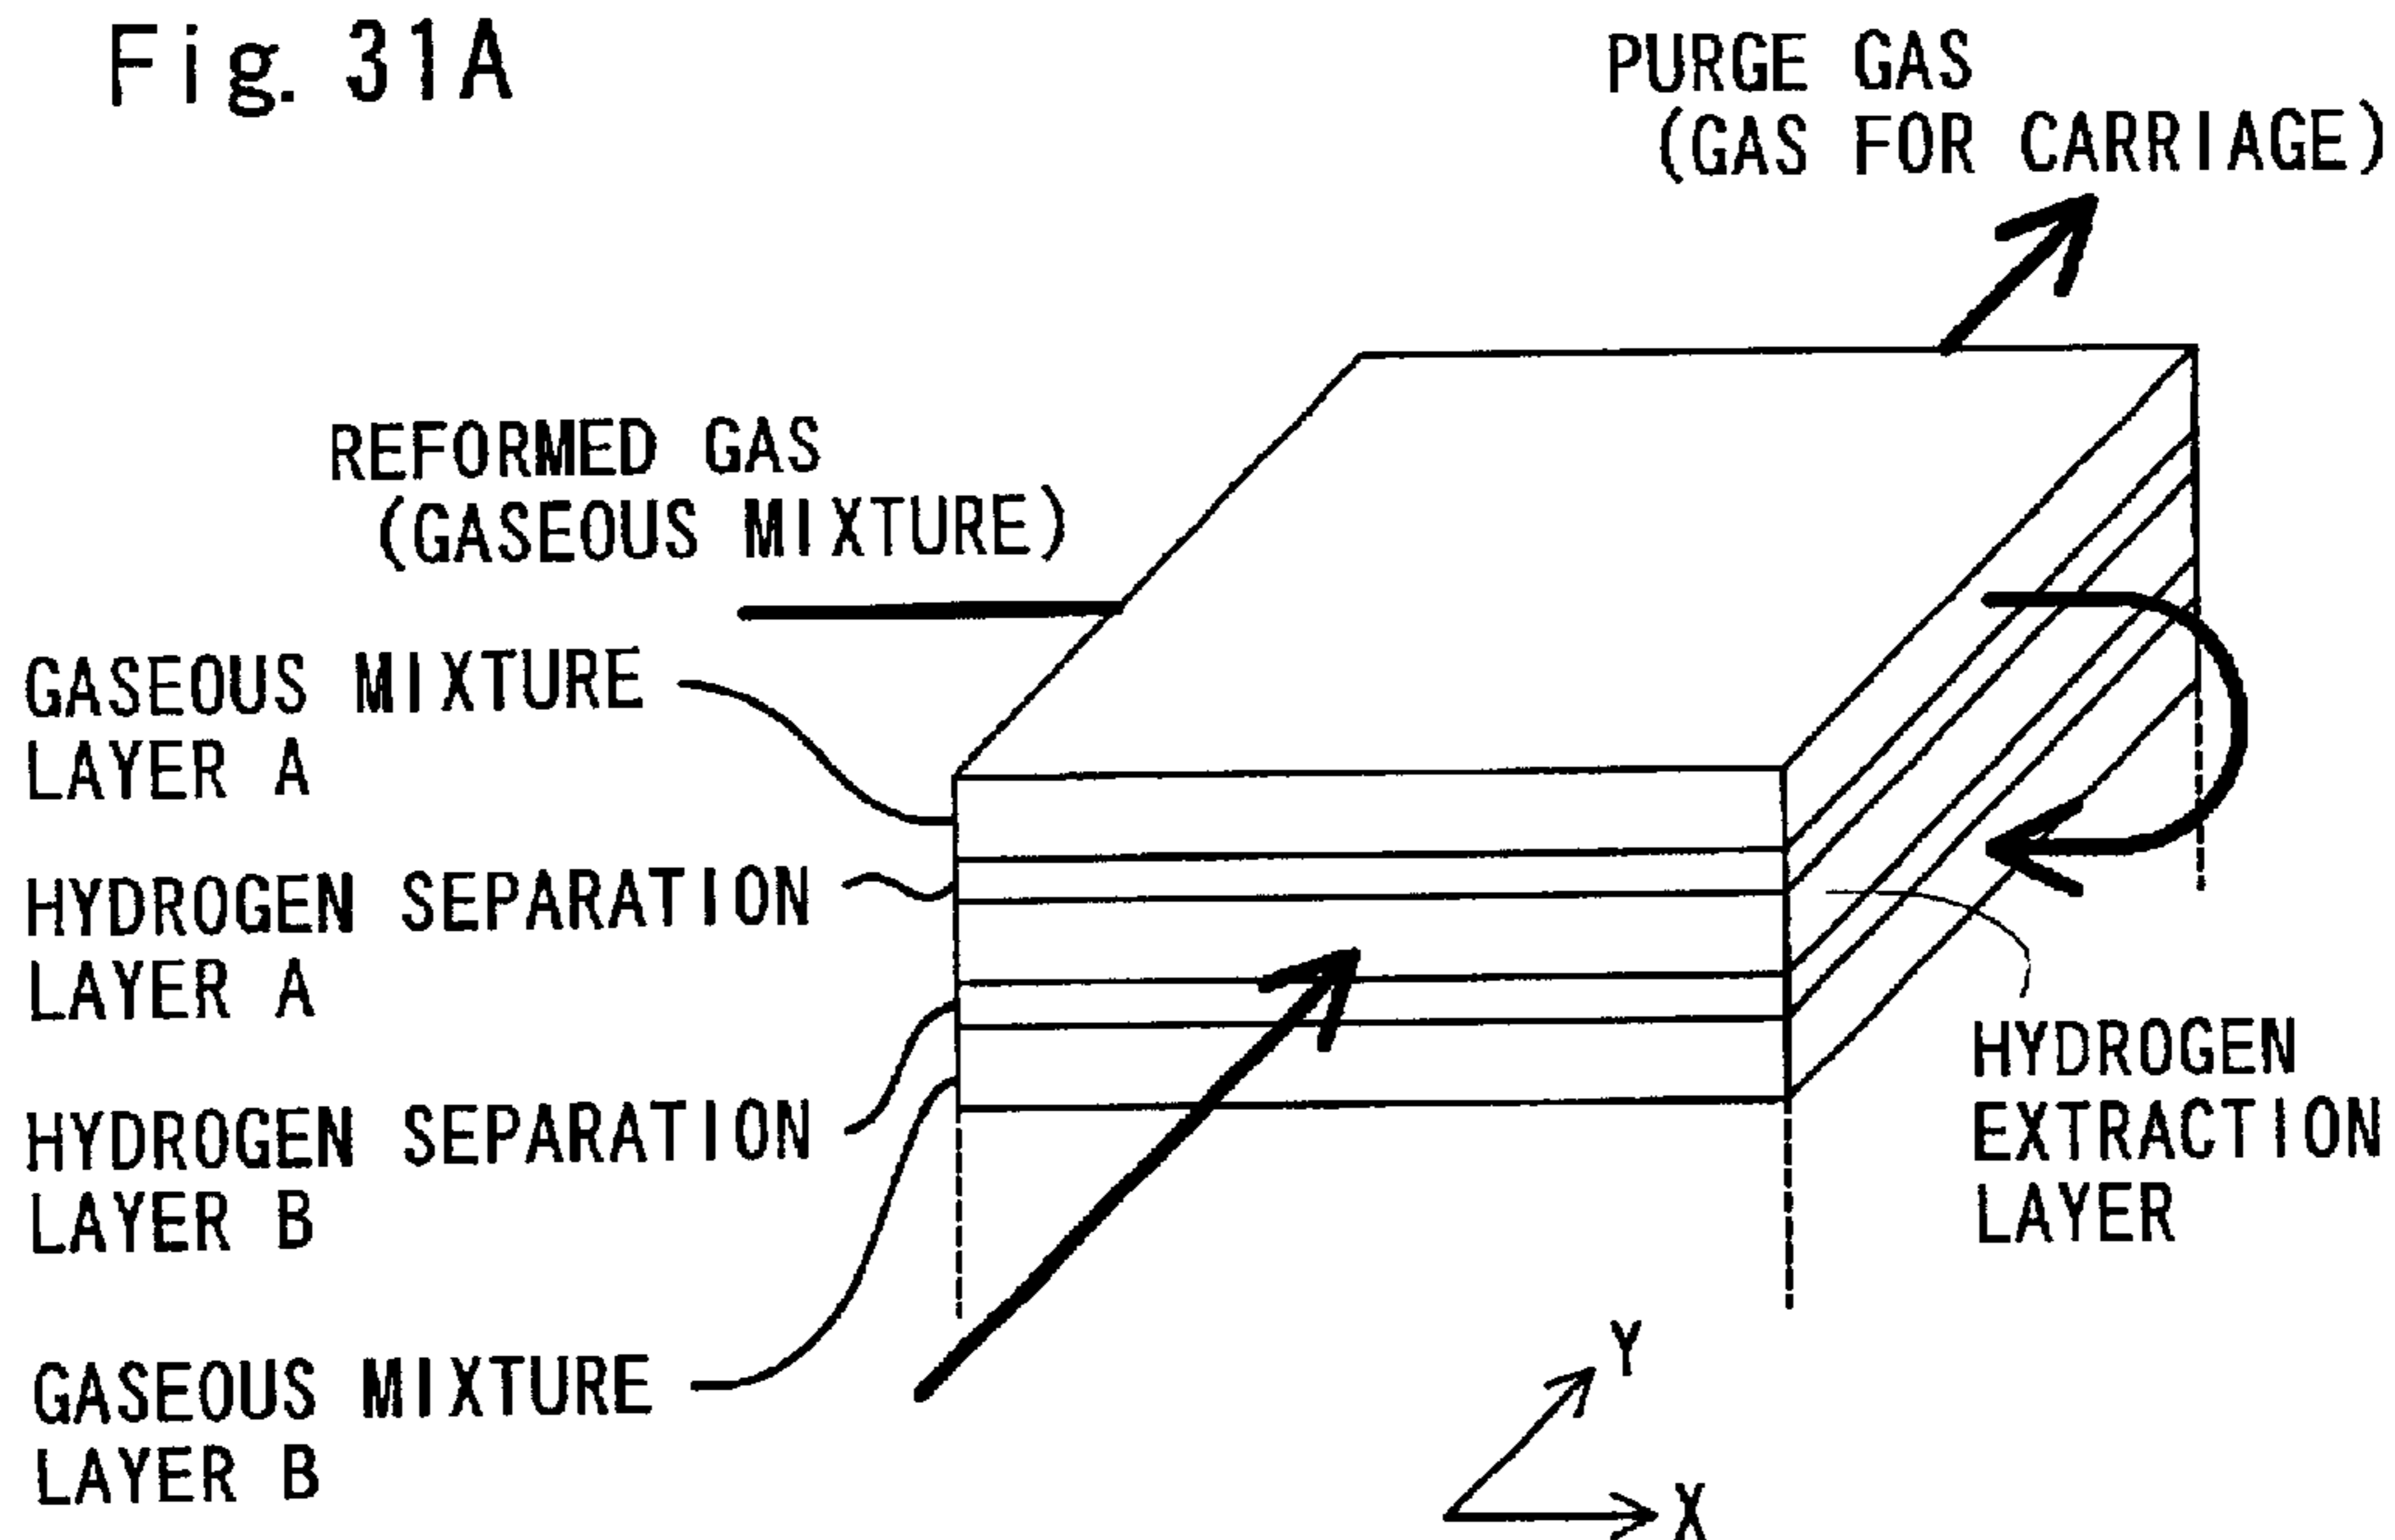 Fig. 31A
PURGE GAS
(GAS FOR CARRIAGE)
REFORMED GAS
(GASEOUS MIXTURE)
GASEOUS MIXTURE
LAYER A
HYDROGEN SEPARATION
LAYER A
HYDROGEN SEPARATION
LAYER B
GASEOUS MIXTURE
LAYER B
HYDROGEN
EXTRACTION
LAYER
Y
X